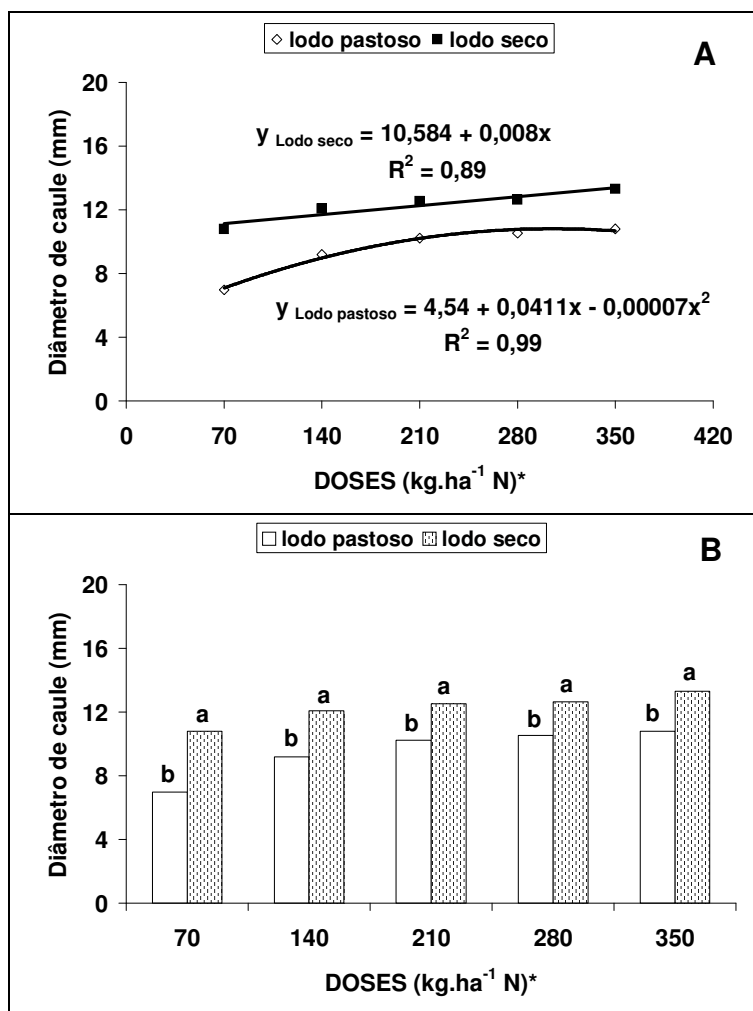 lodo pastoso lodo seco
A
20
16
12
8
4
0
Diâmetro de caule (mm)
y Lodo seco = 10,584 + 0,008x
R² = 0,89
y Lodo pastoso = 4,54 + 0,0411x - 0,00007x²
R² = 0,99
0 70 140 210 280 350 420
DOSES (kg.ha⁻¹ N)*
lodo pastoso lodo seco
B
20
16
12
8
4
0
Diâmetro de caule (mm)
b a b a b a b a b a
70 140 210 280 350
DOSES (kg.ha⁻¹ N)*